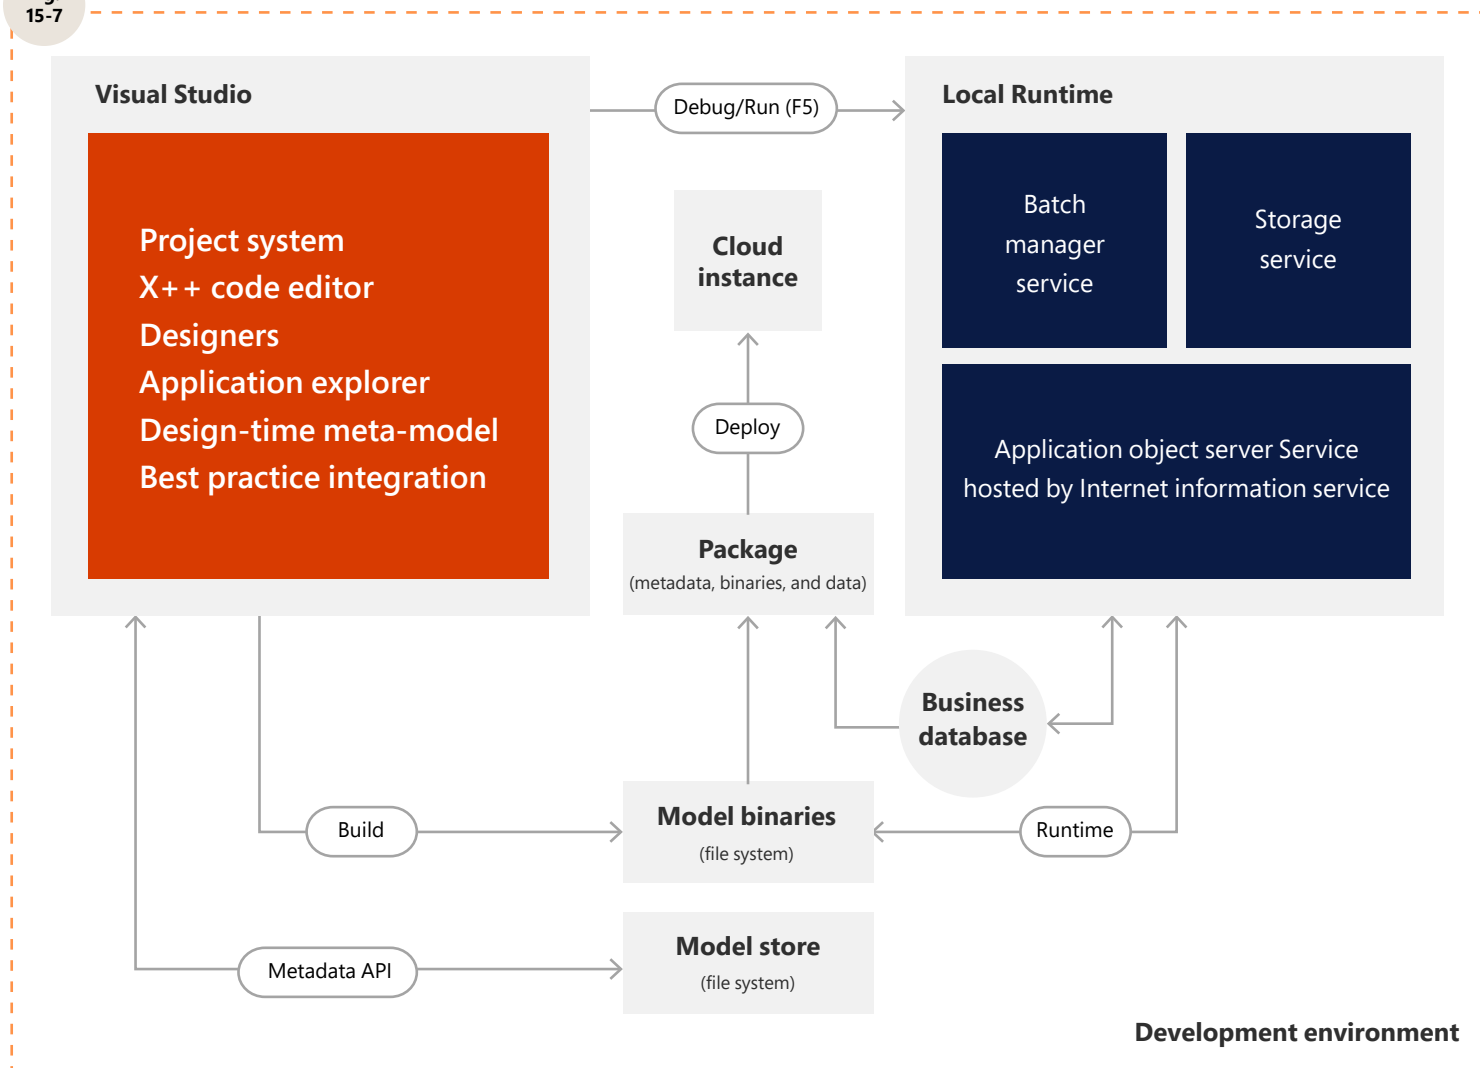 15-7
Visual Studio
Project system
X++ code editor
Designers
Application explorer
Design-time meta-model
Best practice integration
Debug/Run (F5)
Cloud
instance
Deploy
Package
(metadata, binaries, and data)
Local Runtime
Batch
manager
service
Storage
service
Application object server Service
hosted by Internet information service
Business
database
Build
Model binaries
(file system)
Runtime
Metadata API
Model store
(file system)
Development environment